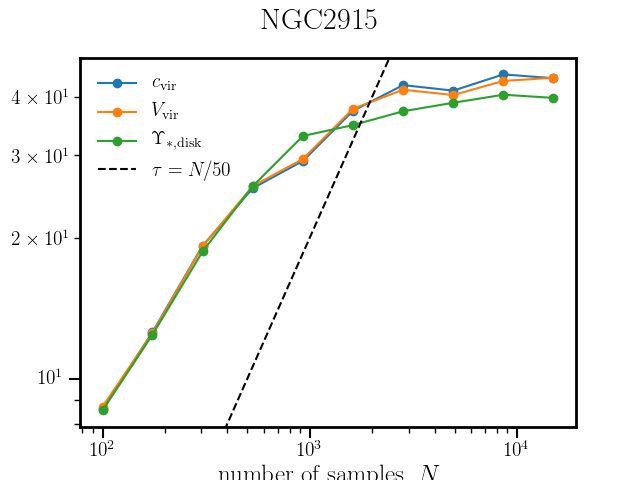 NGC2915
c_vir
V_vir
Υ_{*,disk}
τ = N/50
4 × 10^1
3 × 10^1
2 × 10^1
10^1
10^2
10^3
10^4
number of samples, N